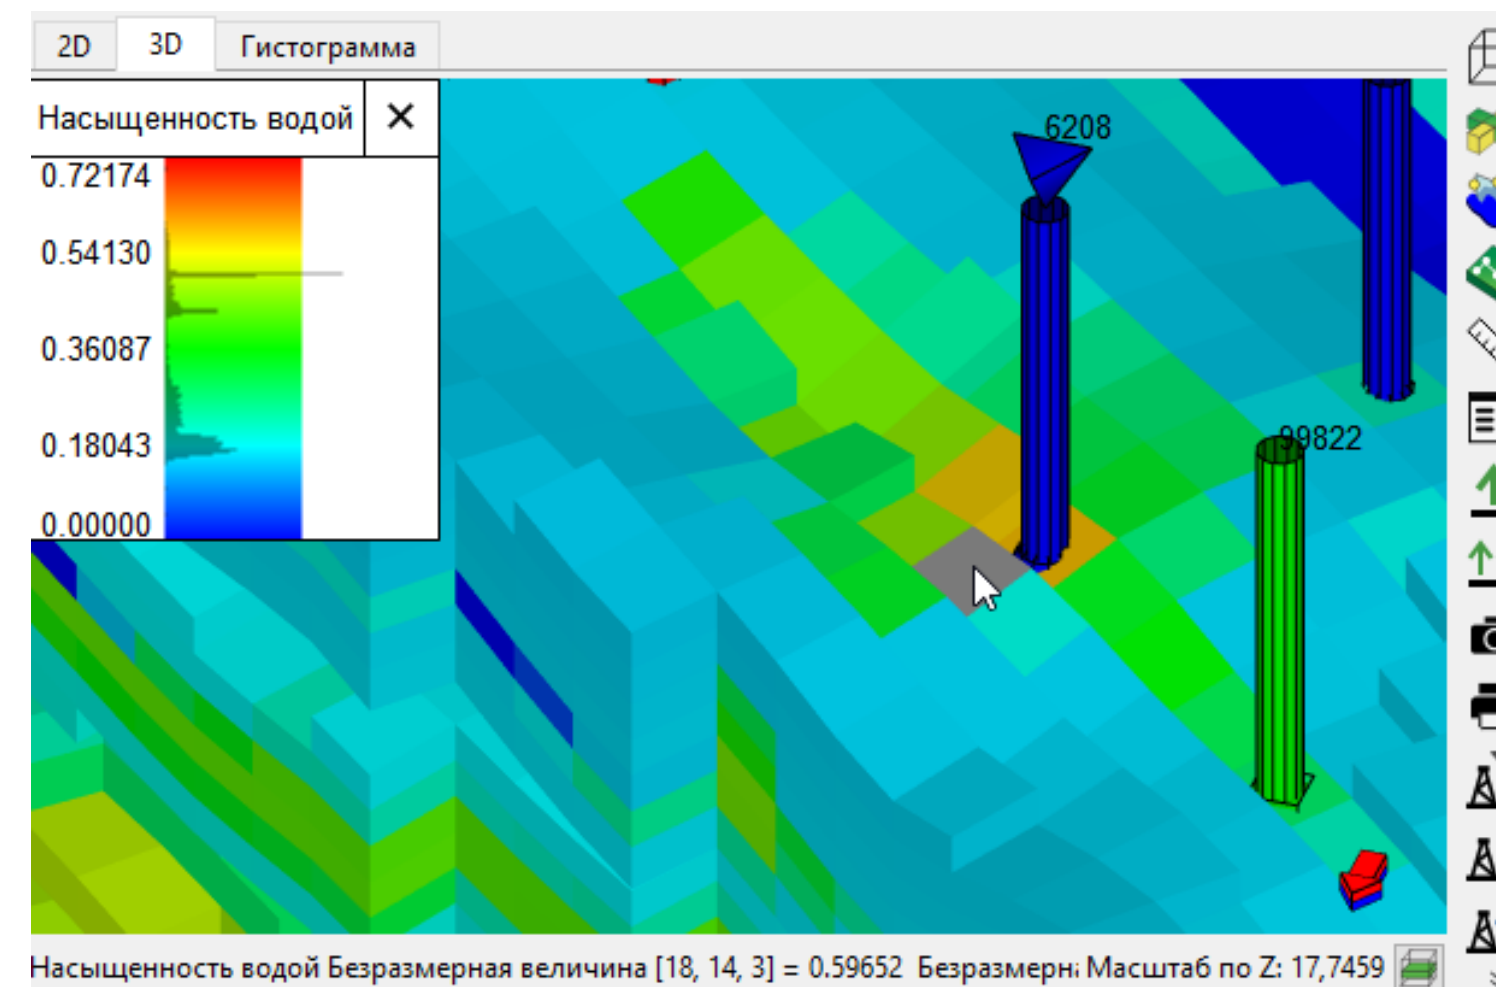 2D 3D Гистограмма
Насыщенность водой
0.72174
0.54130
0.36087
0.18043
0.00000
6208
99822
Насыщенность водой Безразмерная величина [18, 14, 3] = 0.59652 Безразмерн Масштаб по Z: 17,7459